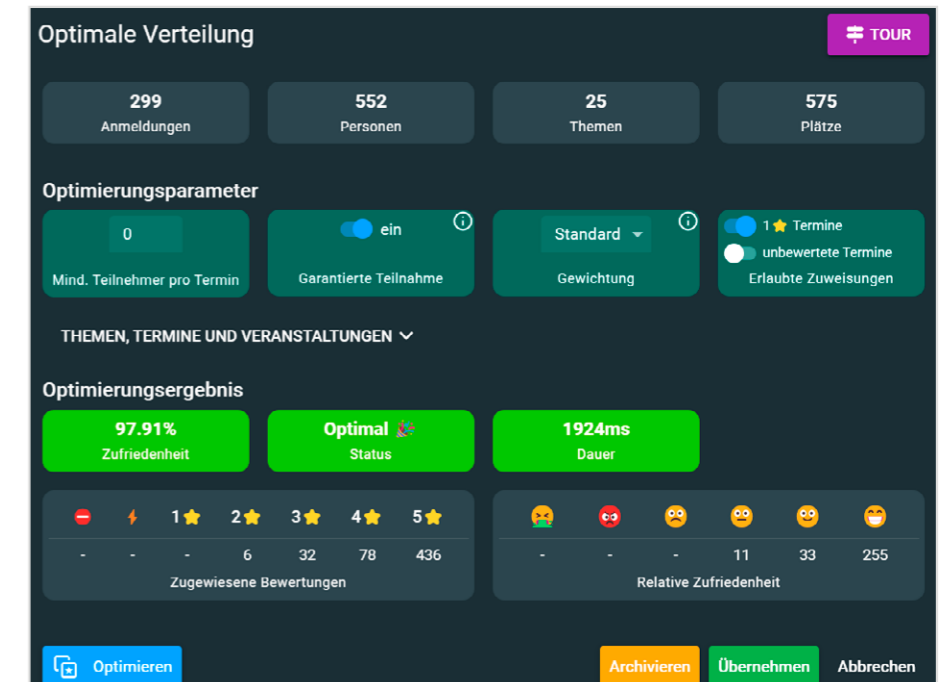 Optimale Verteilung
TOUR
299 552 25 575
Anmeldungen Personen Themen Plätze
Optimierungsparameter
0 ein Standard 1 Termine
unbewertete Termine
Mind. Teilnehmer pro Termin Garantierte Teilnahme Gewichtung Erlaubte Zuweisungen
THEMEN, TERMINE UND VERANSTALTUNGEN
Optimierungsergebnis
97.91% Optimal 1924ms
Zufriedenheit Status Dauer
1 2 3 4 5
- - - 6 32 78 436 - - - 11 33 255
Zugewiesene Bewertungen Relative Zufriedenheit
Optimieren Archivieren Übernehmen Abbrechen